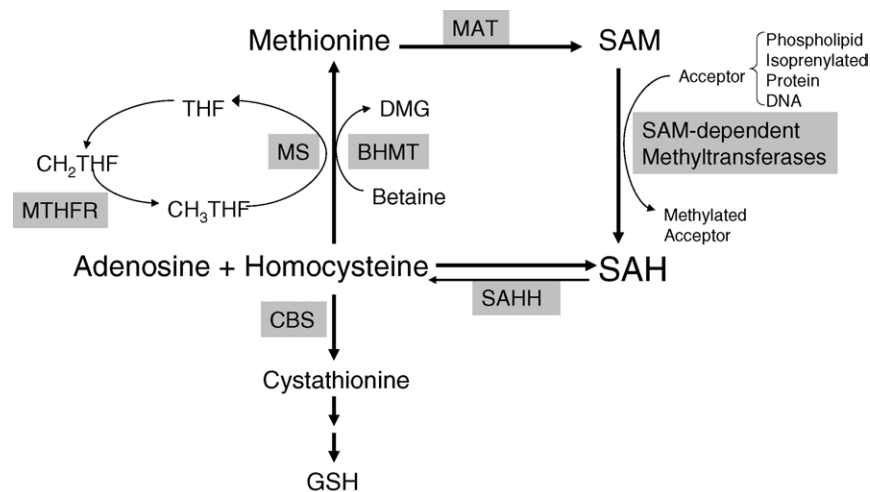 MAT
Methionine
SAM
Phospholipid
Isoprenylated
Acceptor
Protein
DNA
THF
DMG
SAM-dependent
Methyltransferases
MS
BHMT
CH₂THF
Betaine
MTHFR
CH₃THF
Methylated
Acceptor
Adenosine + Homocysteine
SAH
SAHH
CBS
Cystathionine
GSH